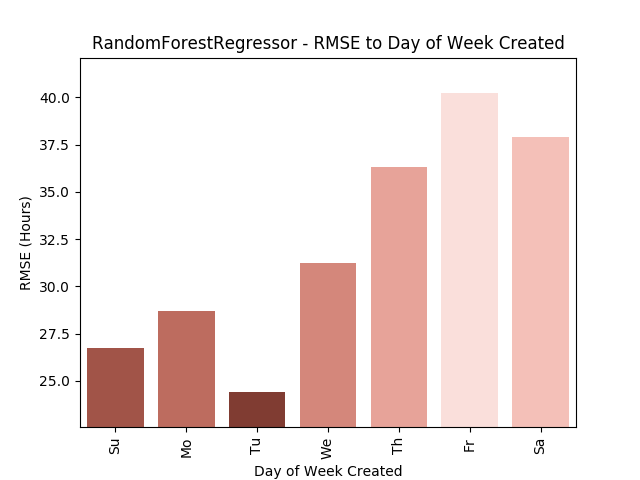 RandomForestRegressor - RMSE to Day of Week Created
40.0
37.5
35.0
32.5
30.0
27.5
25.0
RMSE (Hours)
Su Mo Tu We Th Fr Sa
Day of Week Created